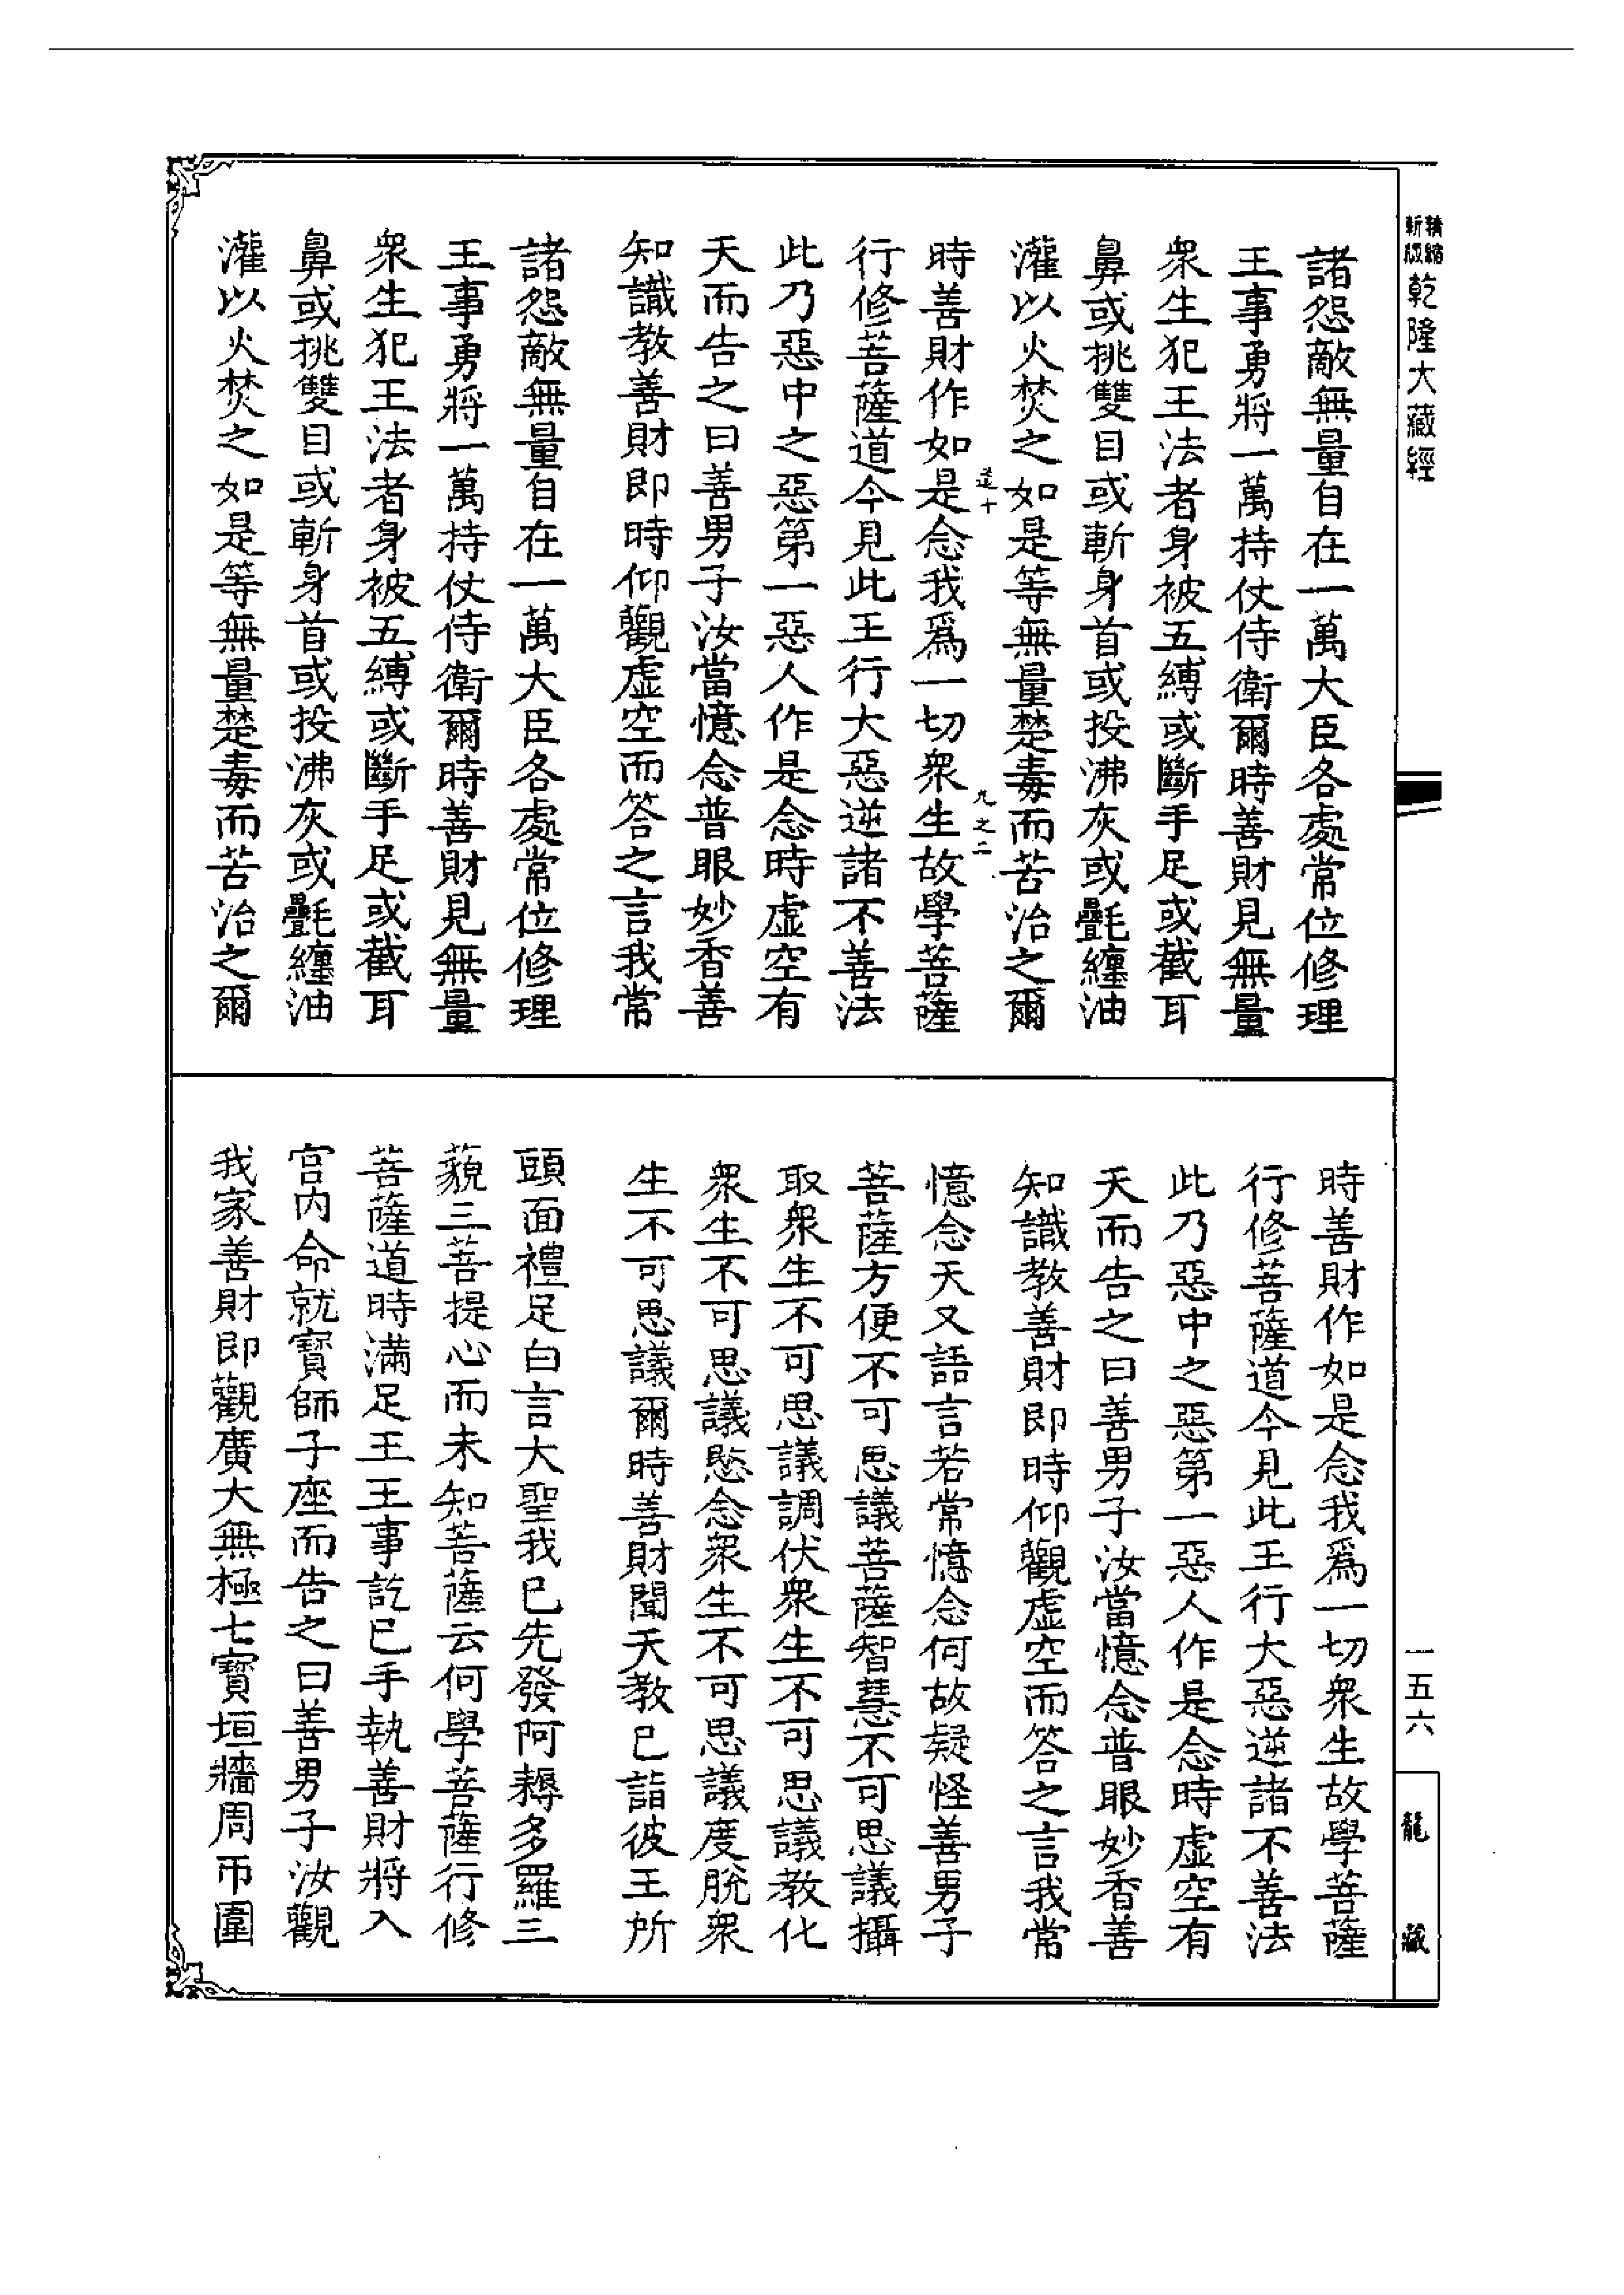 精縮新版乾隆大藏經
諸怨敵無量自在一萬大臣各處常位修理
王事勇將一萬持仗侍衛爾時善財見無量
衆生犯王法者身被五縛或斷手足或截耳
鼻或挑雙目或斬身首或投沸灰或㲲纏油
灌以火焚之如是等無量楚毒而苦治之爾
九之二
時善財作如是念我爲一切衆生故學菩薩
行修菩薩道今見此王行大惡逆諸不善法
此乃惡中之惡第一惡人作是念時虛空有
天而告之曰善男子汝當憶念普眼妙香善
知識教善財即時仰觀虛空而答之言我常
諸怨敵無量自在一萬大臣各處常位修理
王事勇將一萬持仗侍衛爾時善財見無量
衆生犯王法者身被五縛或斷手足或截耳
鼻或挑雙目或斬身首或投沸灰或㲲纏油
灌以火焚之如是等無量楚毒而苦治之爾
時善財作如是念我爲一切衆生故學菩薩
行修菩薩道今見此王行大惡逆諸不善法
此乃惡中之惡第一惡人作是念時虛空有
天而告之曰善男子汝當憶念普眼妙香善
知識教善財即時仰觀虛空而答之言我常
憶念天又語言若常憶念何故疑怪善男子
菩薩方便不可思議菩薩智慧不可思議攝
取衆生不可思議調伏衆生不可思議教化
衆生不可思議愍念衆生不可思議度脫衆
生不可思議爾時善財聞天教已詣彼王所
頭面禮足白言大聖我已先發阿耨多羅三
藐三菩提心而未知菩薩云何學菩薩行修
菩薩道時滿足王王事訖已手執善財將入
宮內命就寶師子座而告之曰善男子汝觀
我家善財即觀廣大無極七寶垣牆周帀圍
一五六
龍藏